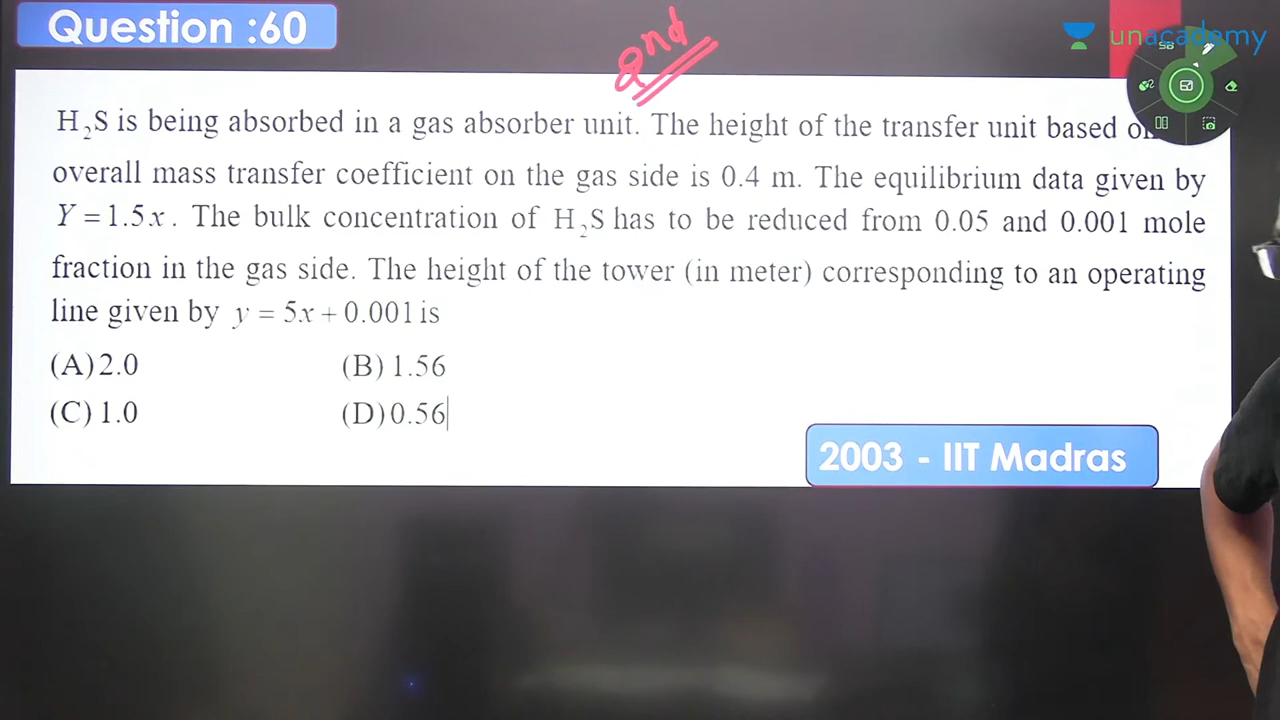 Question :60
2nd
unacademy
H₂S is being absorbed in a gas absorber unit. The height of the transfer unit based
overall mass transfer coefficient on the gas side is 0.4 m. The equilibrium data given by
Y = 1.5x. The bulk concentration of H₂S has to be reduced from 0.05 and 0.001 mole
fraction in the gas side. The height of the tower (in meter) corresponding to an operating
line given by y = 5x + 0.001 is
(A) 2.0 (B) 1.56
(C) 1.0 (D) 0.56
2003 - IIT Madras